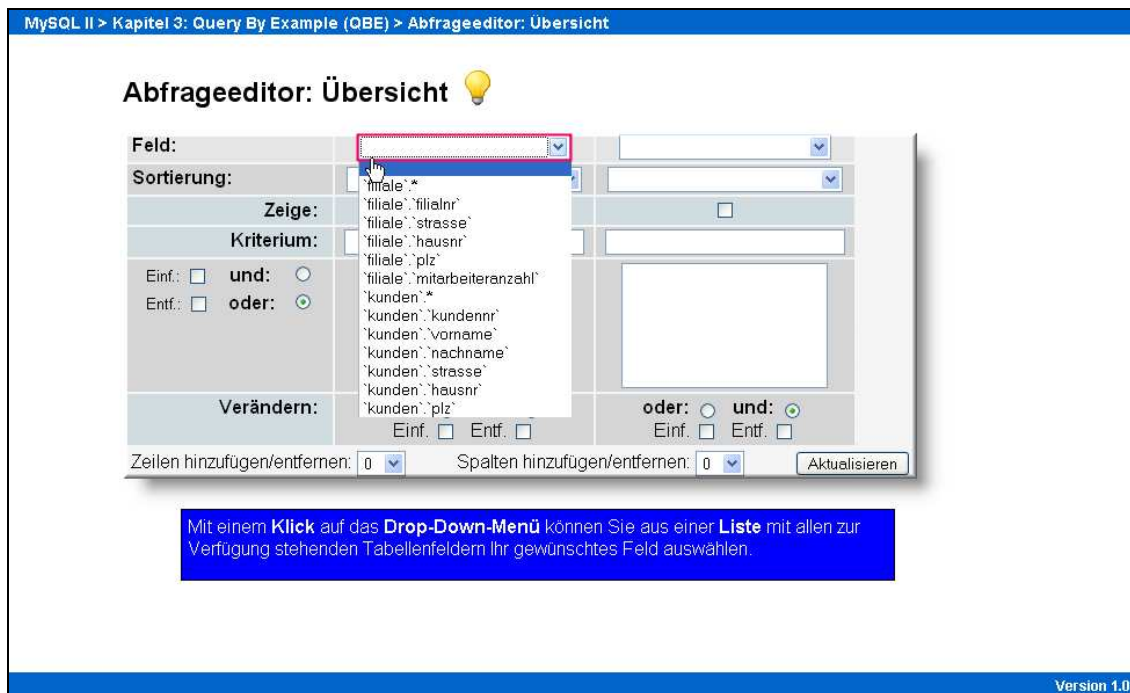 MySQL II > Kapitel 3: Query By Example (QBE) > Abfrageeditor: Übersicht
Abfrageeditor: Übersicht
Feld:
Sortierung:
`filiale`.*
Zeige:
`filiale`.`filialnr`
`filiale`.`strasse`
Kriterium:
`filiale`.`hausnr`
`filiale`.`plz`
Einf.: und:
`filiale`.`mitarbeiteranzahl`
`kunden`.*
Entf.: oder:
`kunden`.`kundennr`
`kunden`.`vorname`
`kunden`.`nachname`
`kunden`.`strasse`
`kunden`.`hausnr`
`kunden`.`plz`
Verändern:
oder: und:
Einf. Entf.
Einf. Entf.
Zeilen hinzufügen/entfernen: 0 Spalten hinzufügen/entfernen: 0 Aktualisieren
Mit einem Klick auf das Drop-Down-Menü können Sie aus einer Liste mit allen zur
Verfügung stehenden Tabellenfeldern Ihr gewünschtes Feld auswählen.
Version 1.0